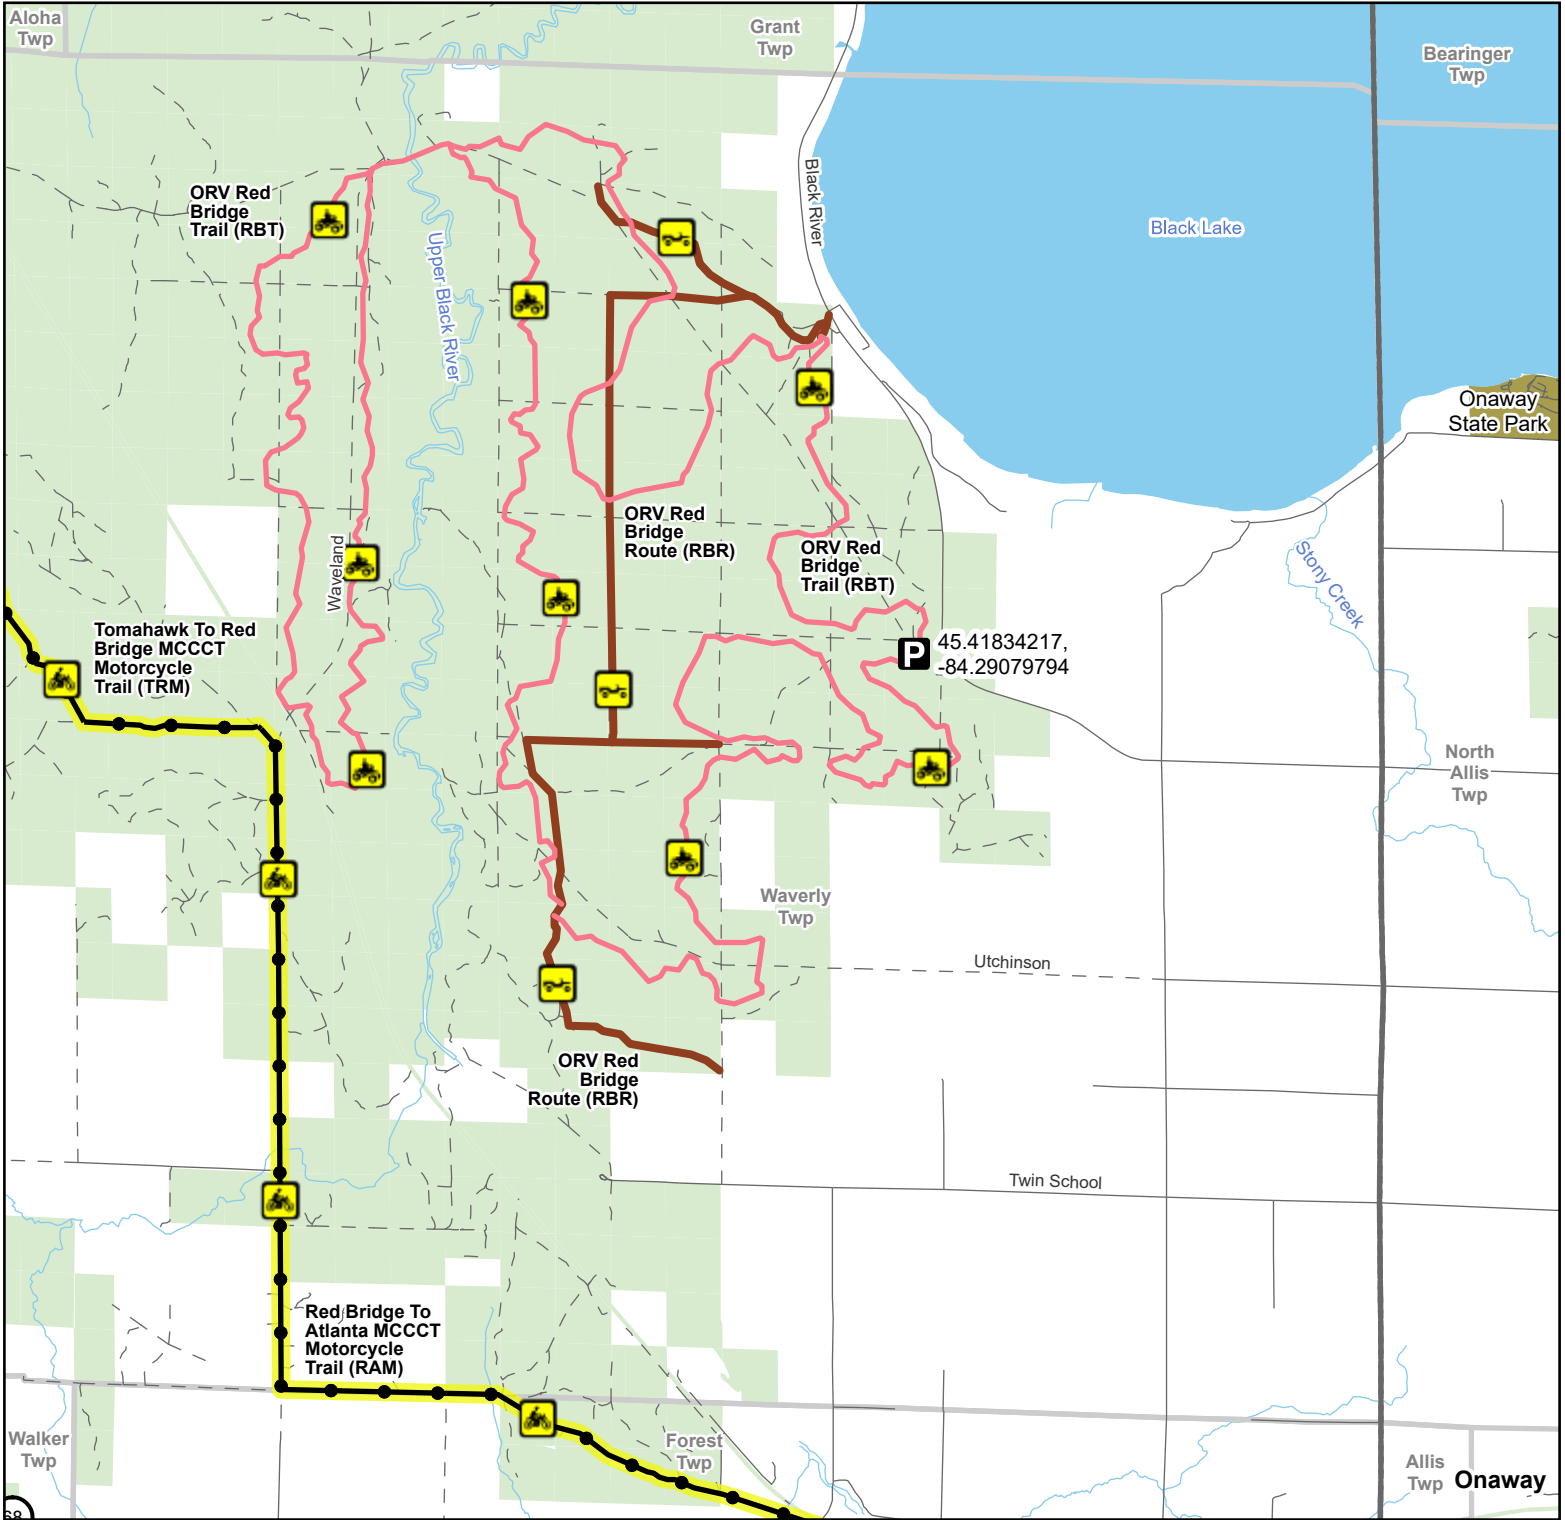 Aloha
Twp
Grant
Twp
Bearinger
Twp
ORV Red
Bridge
Trail (RBT)
Black River
Black Lake
Upper Black River
Onaway
State Park
ORV Red
Bridge
Route (RBR)
ORV Red
Bridge
Trail (RBT)
Waveland
Stony Creek
Tomahawk To Red
Bridge MCCCT
Motorcycle
Trail (TRM)
P
45.41834217,
-84.29079794
North
Allis
Twp
Waverly
Twp
Utchinson
ORV Red
Bridge
Route (RBR)
Twin School
Red Bridge To
Atlanta MCCCT
Motorcycle
Trail (RAM)
Walker
Twp
Forest
Twp
Allis
Twp
Onaway
68